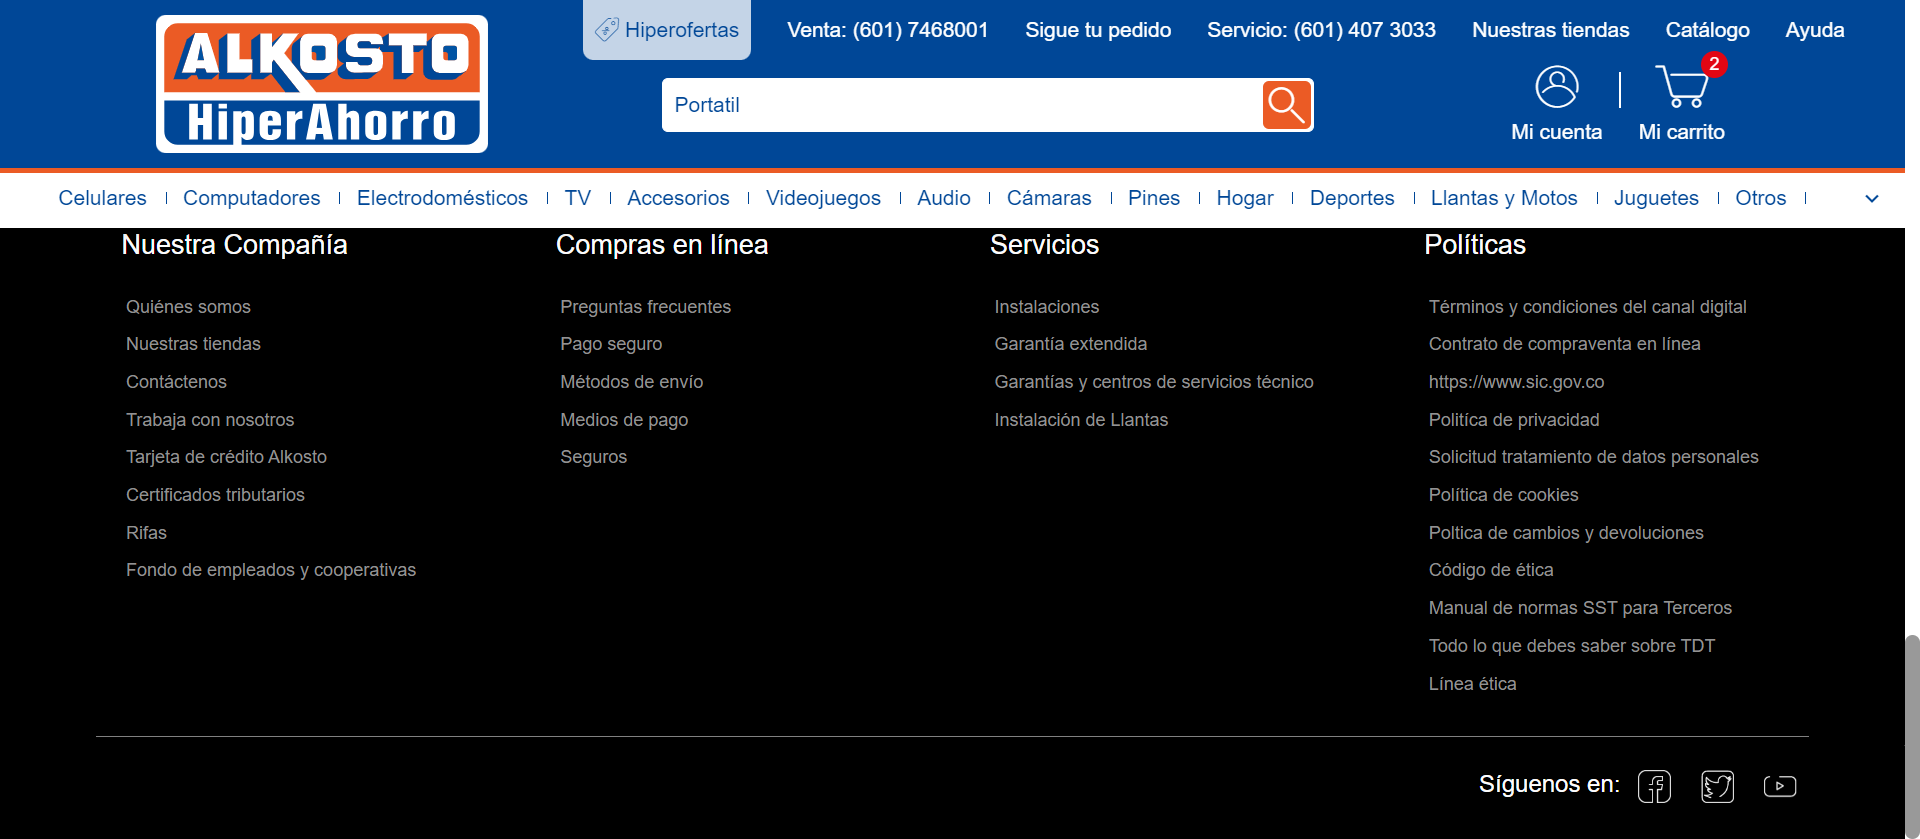 Hiperofertas Venta: (601) 7468001 Sigue tu pedido Servicio: (601) 407 3033 Nuestras tiendas Catálogo Ayuda
ALKOSTO
HiperAhorro
Portatil
2
Mi cuenta Mi carrito
Celulares Computadores Electrodomésticos TV Accesorios Videojuegos Audio Cámaras Pines Hogar Deportes Llantas y Motos Juguetes Otros
Nuestra Compañía
Quiénes somos
Nuestras tiendas
Contáctenos
Trabaja con nosotros
Tarjeta de crédito Alkosto
Certificados tributarios
Rifas
Fondo de empleados y cooperativas
Compras en línea
Preguntas frecuentes
Pago seguro
Métodos de envío
Medios de pago
Seguros
Servicios
Instalaciones
Garantía extendida
Garantías y centros de servicios técnico
Instalación de Llantas
Políticas
Términos y condiciones del canal digital
Contrato de compraventa en línea
https://www.sic.gov.co
Politíca de privacidad
Solicitud tratamiento de datos personales
Política de cookies
Poltica de cambios y devoluciones
Código de ética
Manual de normas SST para Terceros
Todo lo que debes saber sobre TDT
Línea ética
Síguenos en: